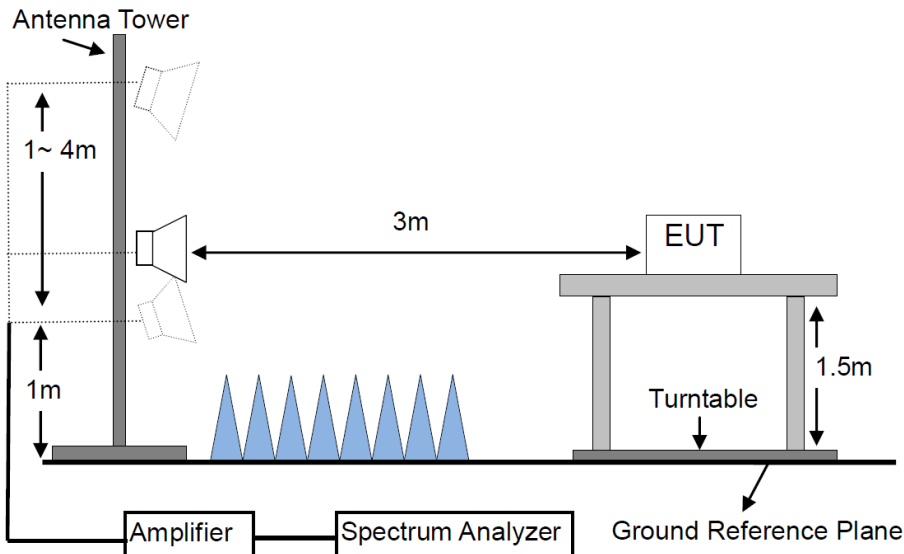 Antenna Tower
1~ 4m
3m
EUT
1m
1.5m
Turntable
Amplifier
Spectrum Analyzer
Ground Reference Plane